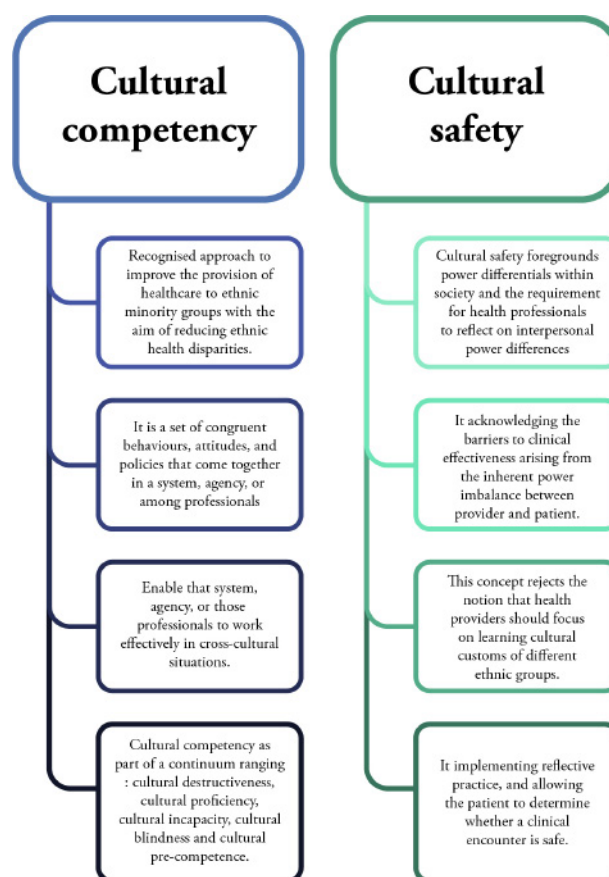 Cultural
competency
Recognised approach to
improve the provision of
healthcare to ethnic
minority groups with the
aim of reducing ethnic
health disparities.
It is a set of congruent
behaviours, attitudes, and
policies that come together
in a system, agency, or
among professionals
Enable that system,
agency, or those
professionals to work
effectively in cross-cultural
situations.
Cultural competency as
part of a continuum ranging
: cultural destructiveness,
cultural proficiency,
cultural incapacity, cultural
blindness and cultural
pre-competence.
Cultural
safety
Cultural safety foregrounds
power differentials within
society and the requirement
for health professionals
to reflect on interpersonal
power differences
It acknowledging the
barriers to clinical
effectiveness arising from
the inherent power
imbalance between
provider and patient.
This concept rejects the
notion that health
providers should focus
on learning cultural
customs of different
ethnic groups.
It implementing reflective
practice, and allowing
the patient to determine
whether a clinical
encounter is safe.